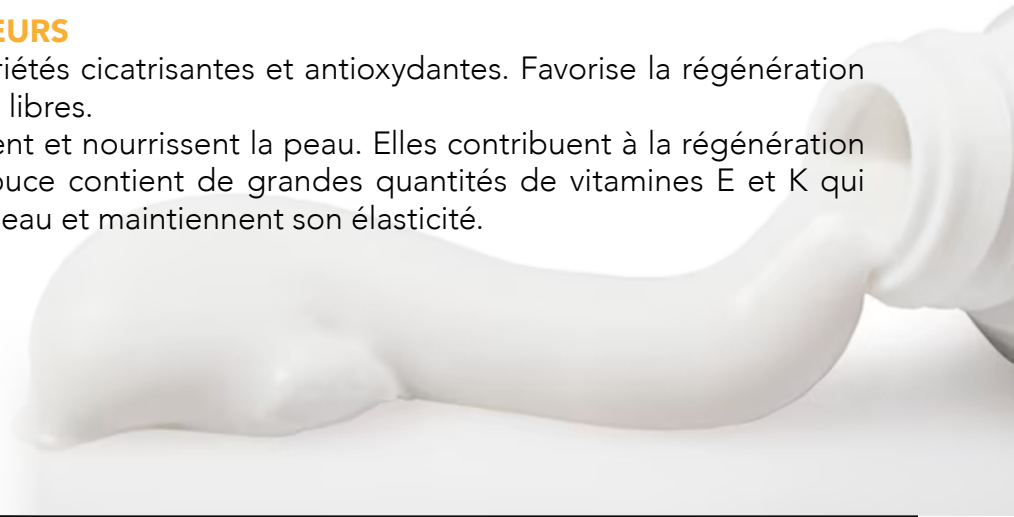 EURS
riétés cicatrisantes et antioxydantes. Favorise la régénération
libres.
ent et nourrissent la peau. Elles contribuent à la régénération
ouce contient de grandes quantités de vitamines E et K qui
eau et maintiennent son élasticité.